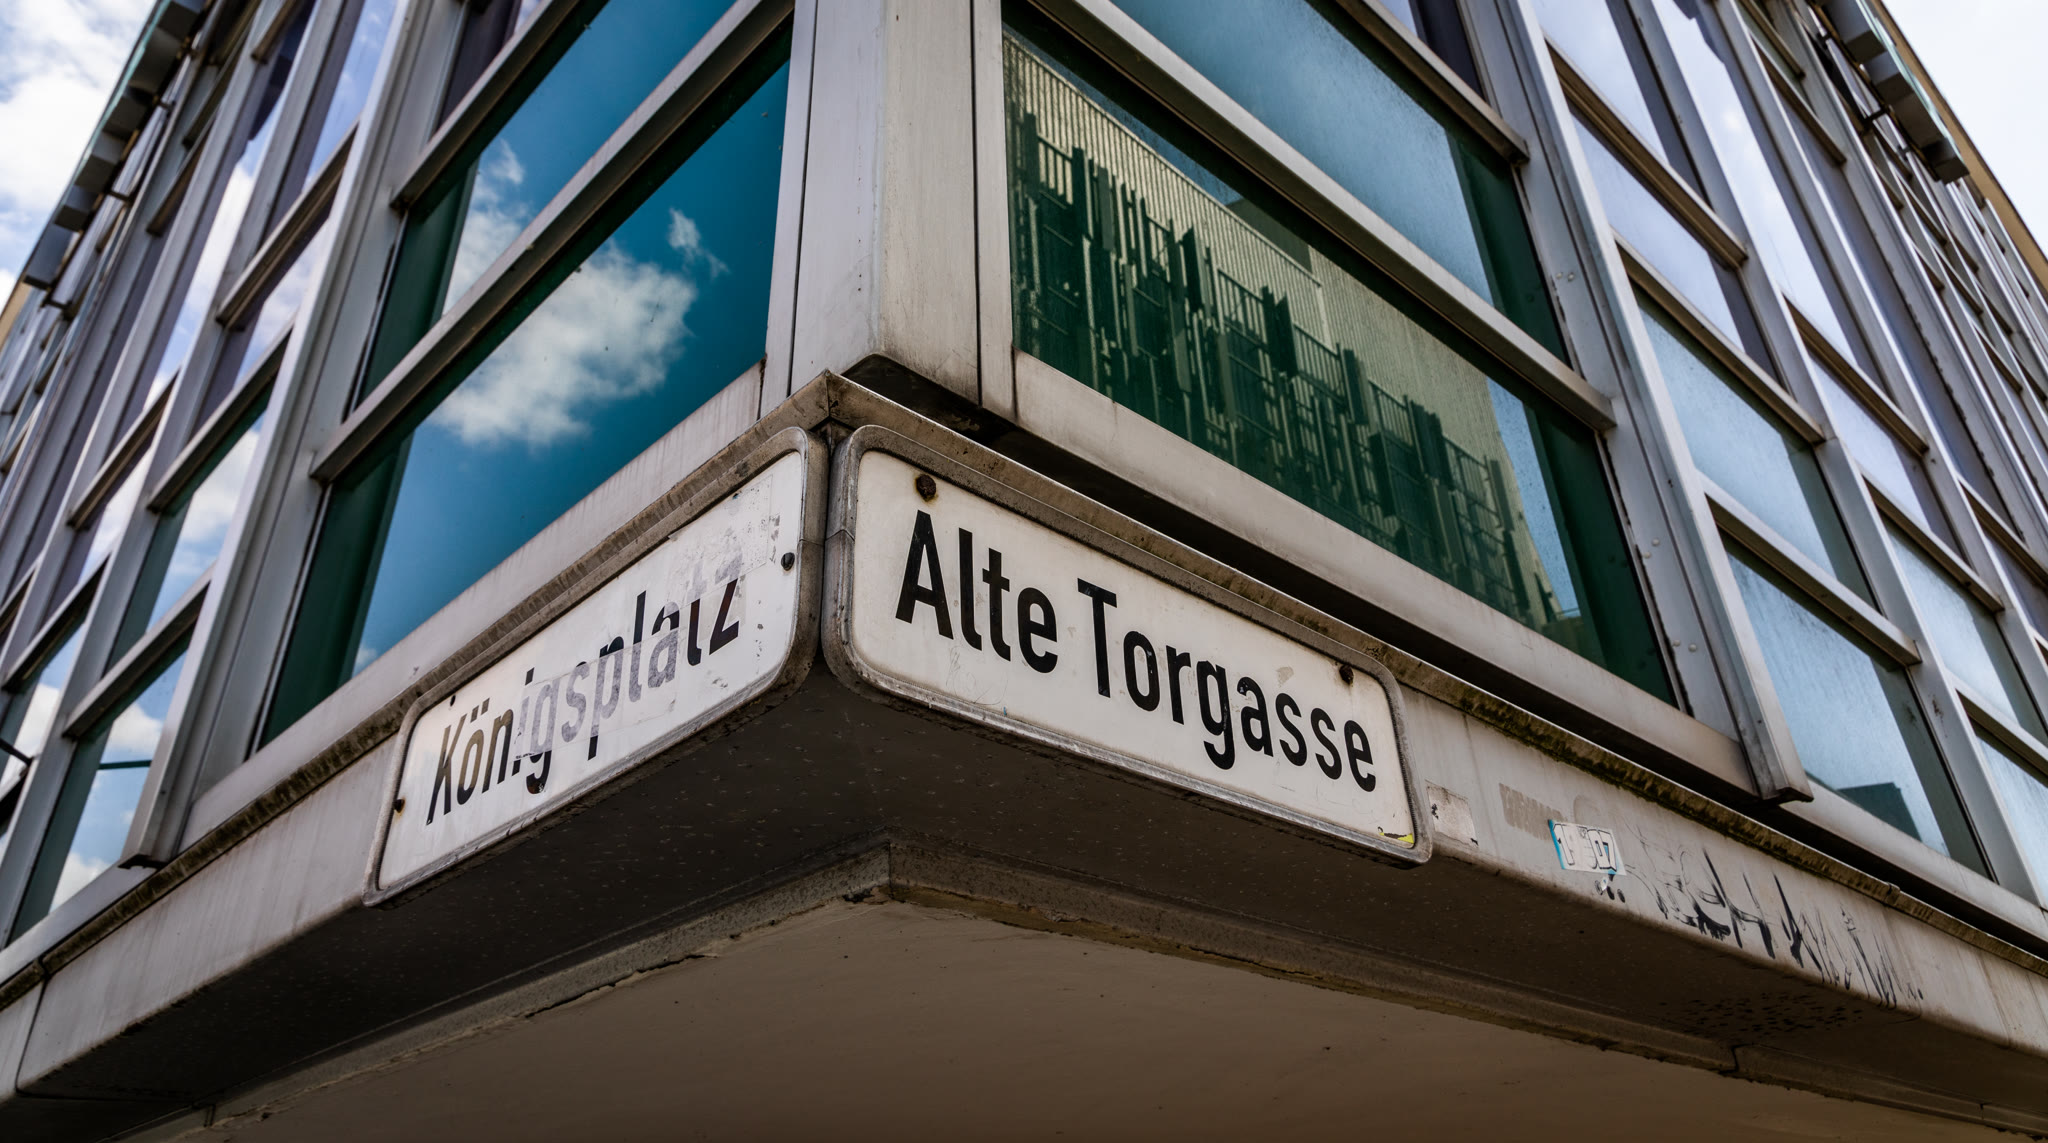 Königsplatz
Alte Torgasse